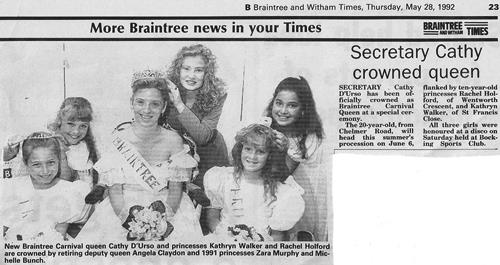 B Braintree and Witham Times, Thursday, May 28, 1992 23
More Braintree news in your Times
BRAINTREE
AND WITHAM TIMES
Secretary Cathy
crowned queen
SECRETARY Cathy
D'Urso has been of-
ficially crowned as
Braintree Carnival
Queen at a special cer-
emony.
The 20-year-old, from
Chelmer Road, will
head this summer's
procession on June 6,
flanked by ten-year-old
princesses Rachel Hol-
ford, of Wentworth
Crescent, and Kathryn
Walker, of St Francis
Close.
All three girls were
honoured at a disco on
Saturday held at Bock-
ing Sports Club.
BRAINTREE
B
New Braintree Carnival queen Cathy D'Urso and princesses Kathryn Walker and Rachel Holford
are crowned by retiring deputy queen Angela Claydon and 1991 princesses Zara Murphy and Mic-
helle Bunch.